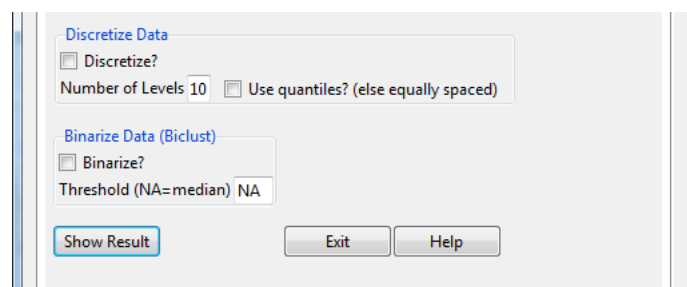 Discretize Data
Discretize?
Number of Levels 10 Use quantiles? (else equally spaced)
Binarize Data (Biclust)
Binarize?
Threshold (NA=median) NA
Show Result Exit Help